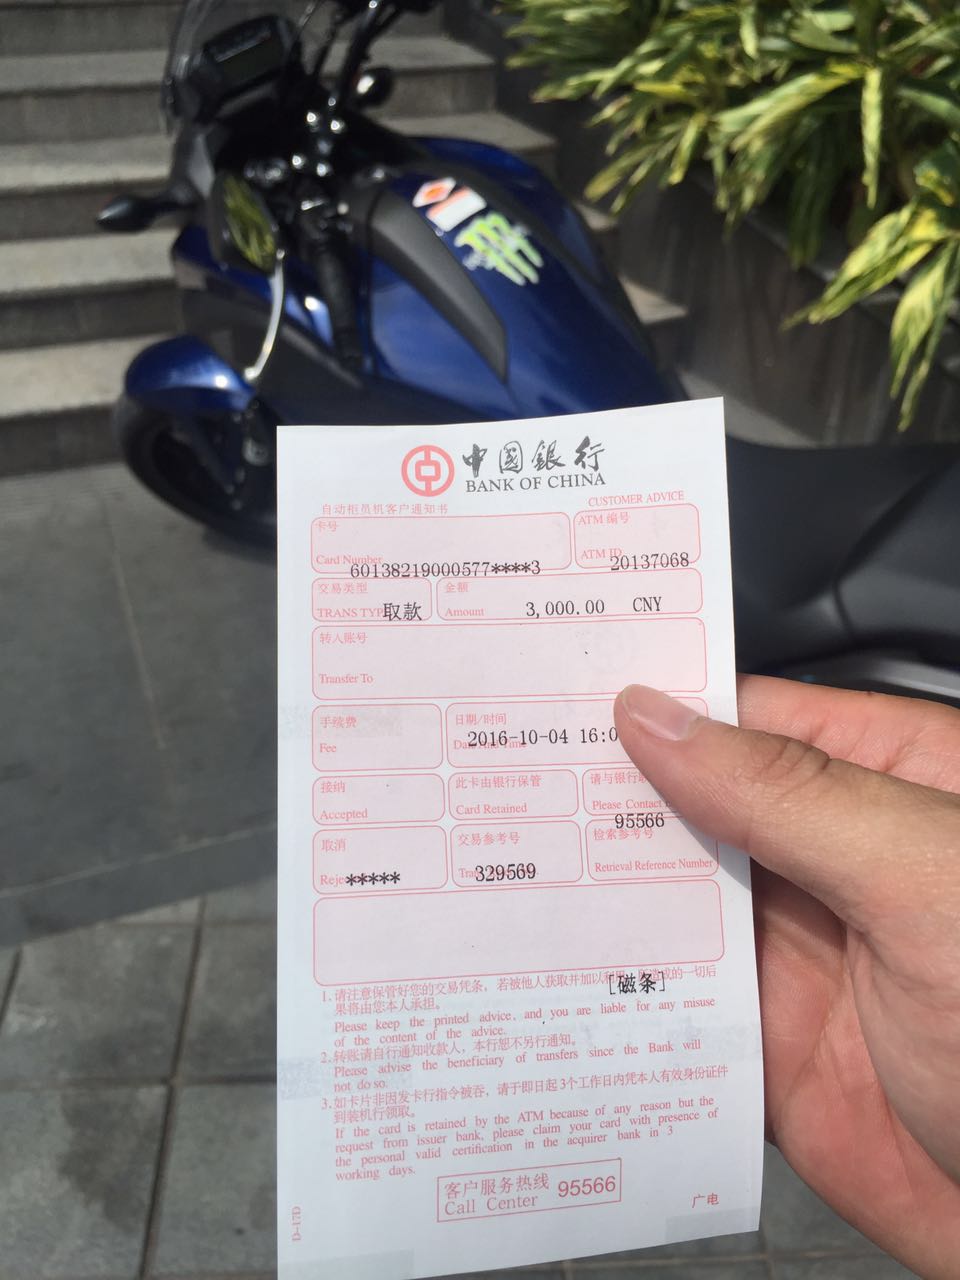 中國銀行
BANK OF CHINA
自动柜员机客户通知书
CUSTOMER ADVICE
卡号
Card Number
60138219000577****3
ATM 编号
ATM ID
20137068
交易类型
TRANS TYPE
取款
金额
Amount
3,000.00 CNY
转入账号
Transfer To
手续费
Fee
日期/时间
Date And Time
2016-10-04 16:0
接纳
Accepted
此卡由银行保管
Card Retained
请与银行
Please Contact
95566
取消
Reje
*****
交易参考号
329569
检索参考号
Retrieval Reference Number
[磁条]
1.请注意保管好您的交易凭条，若被他人获取并加以利用，所造成的一切后
果将由您本人承担。
Please keep the printed advice, and you are liable for any misuse
of the content of the advice.
2.转账请自行通知收款人，本行恕不另行通知。
Please advise the beneficiary of transfers since the Bank will
not do so.
3.如卡片非因发卡行指令被吞，请于即日起3个工作日内凭本人有效身份证件
到装机行领取。
If the card is retained by the ATM because of any reason but the
request from issuer bank, please claim your card with presence of
the personal valid certification in the acquirer bank in 3
working days.
客户服务热线 95566
Call Center
广电
D-17D